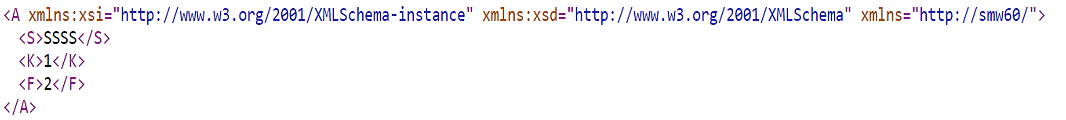 <A xmlns:xsi="http://www.w3.org/2001/XMLSchema-instance" xmlns:xsd="http://www.w3.org/2001/XMLSchema" xmlns="http://smw60/">
<S>SSSS</S>
<K>1</K>
<F>2</F>
</A>